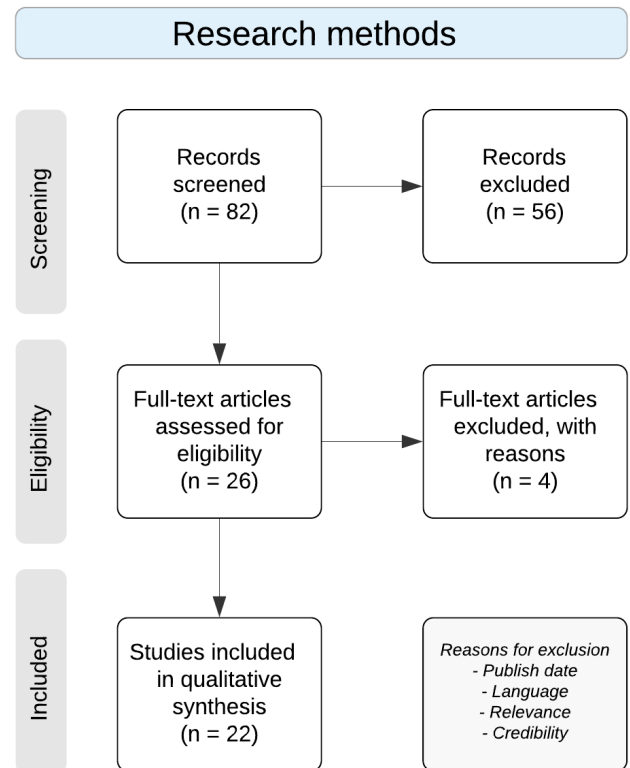 Research methods
Screening
Records
screened
(n = 82)
Records
excluded
(n = 56)
Eligibility
Full-text articles
assessed for
eligibility
(n = 26)
Full-text articles
excluded, with
reasons
(n = 4)
Included
Studies included
in qualitative
synthesis
(n = 22)
Reasons for exclusion
- Publish date
- Language
- Relevance
- Credibility